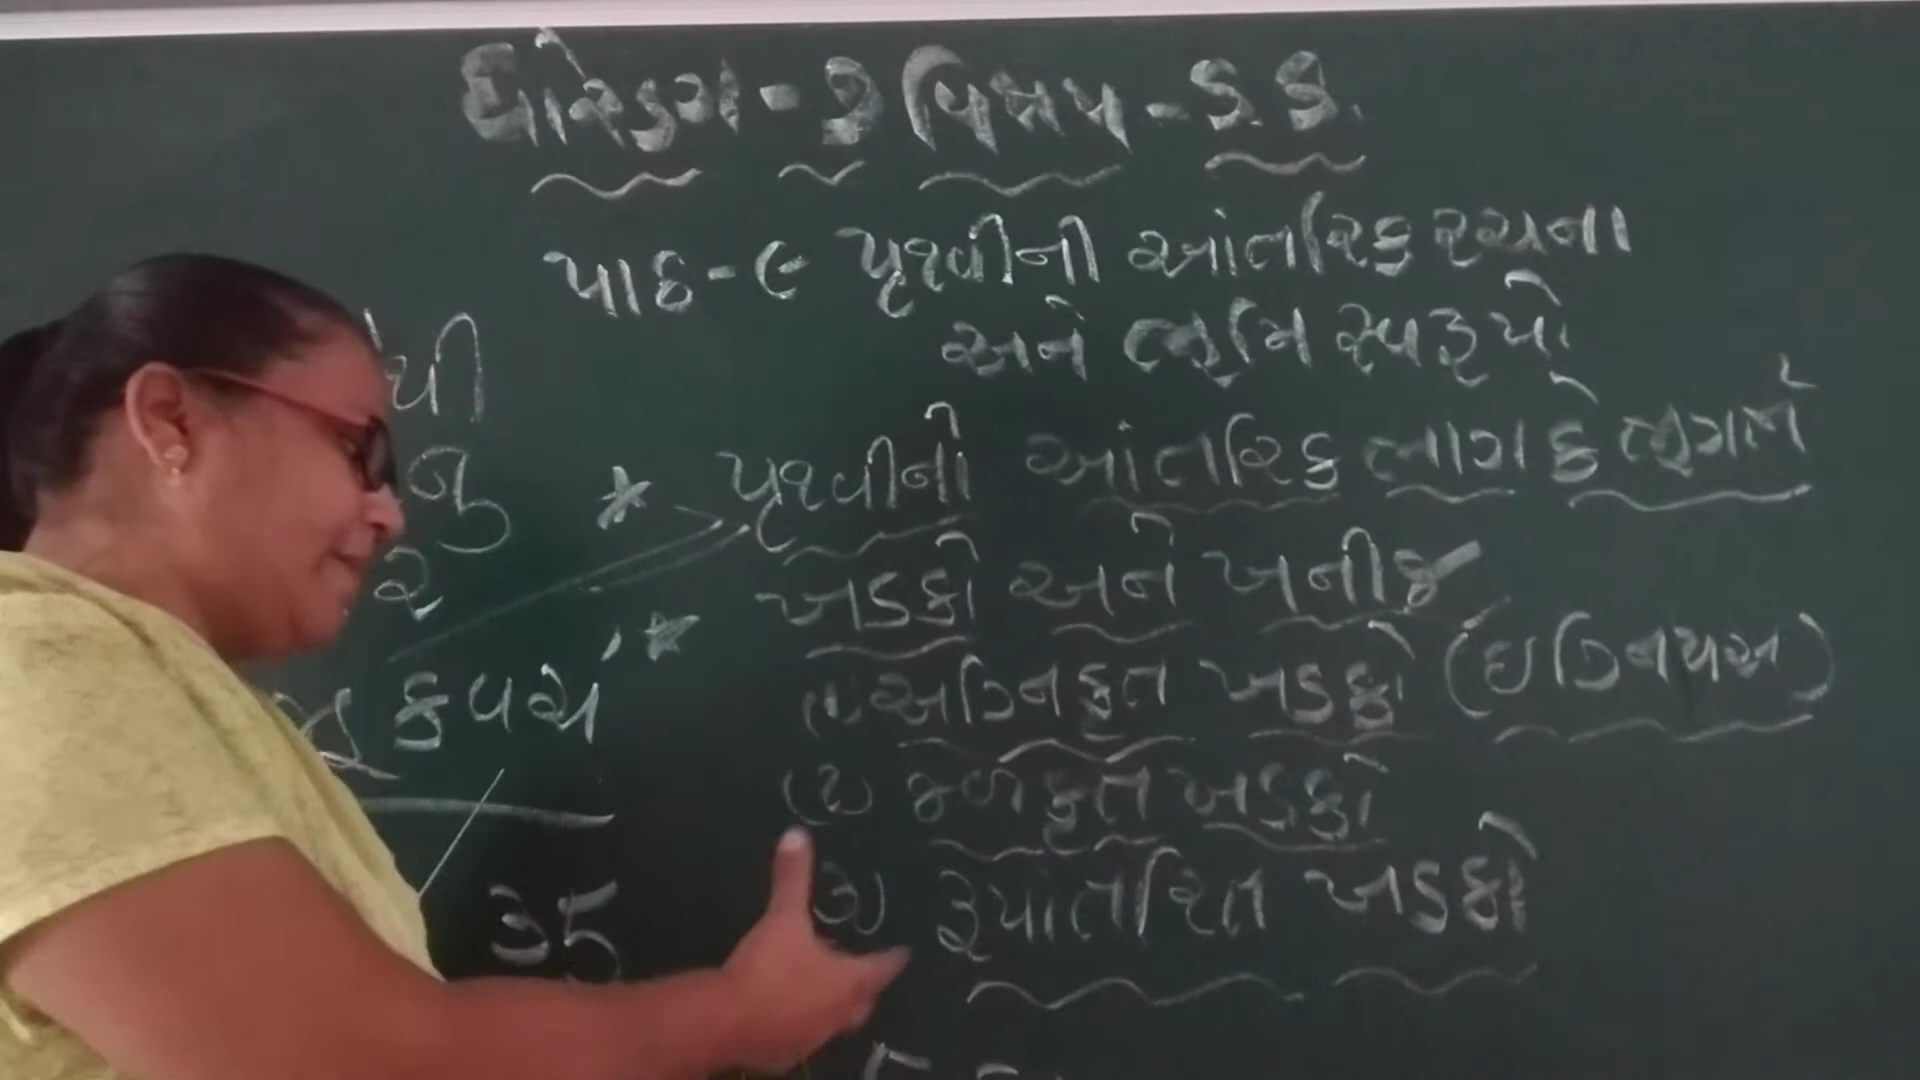 ધોરણ - ૭ વિષય - S.S.
પાઠ - ૯ પૃથ્વીની આંતરિક રચના
અને ભૂમિ સ્વરૂપો
* પૃથ્વીનો આંતરિક ભાગ કે ભૂગર્ભ
* ખડકો અને ખનીજ
(૧) અગ્નિકૃત ખડકો (ઇગ્નિયસ)
(૨) જળકૃત ખડકો
(૩) રૂપાંતરિત ખડકો
કવચ
35